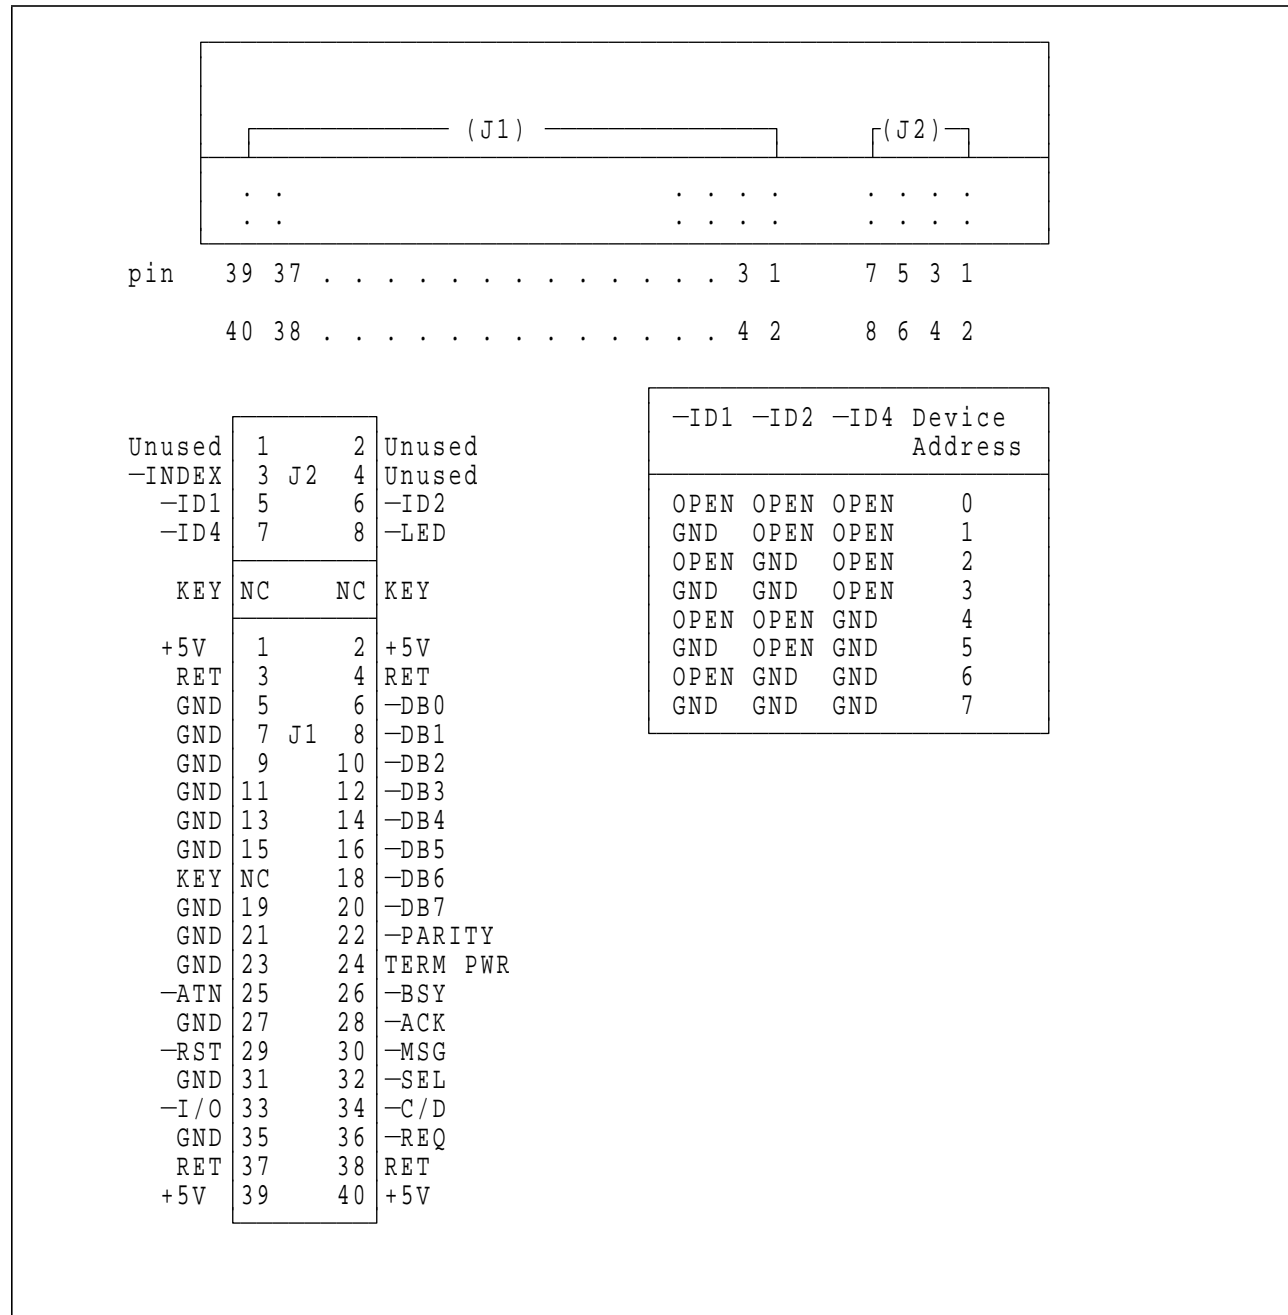 (J1) (J2)
pin 39 37 . . . . . . . . . . . . . 3 1 7 5 3 1
40 38 . . . . . . . . . . . . . 4 2 8 6 4 2
Unused 1 2 Unused
—INDEX 3 J2 4 Unused
—ID1 5 6 —ID2
—ID4 7 8 —LED
KEY NC NC KEY
+5V 1 2 +5V
RET 3 4 RET
GND 5 6 —DB0
GND 7 J1 8 —DB1
GND 9 10 —DB2
GND 11 12 —DB3
GND 13 14 —DB4
GND 15 16 —DB5
KEY NC 18 —DB6
GND 19 20 —DB7
GND 21 22 —PARITY
GND 23 24 TERM PWR
—ATN 25 26 —BSY
GND 27 28 —ACK
—RST 29 30 —MSG
GND 31 32 —SEL
—I/O 33 34 —C/D
GND 35 36 —REQ
RET 37 38 RET
+5V 39 40 +5V
—ID1 —ID2 —ID4 Device
Address
OPEN OPEN OPEN 0
GND OPEN OPEN 1
OPEN GND OPEN 2
GND GND OPEN 3
OPEN OPEN GND 4
GND OPEN GND 5
OPEN GND GND 6
GND GND GND 7